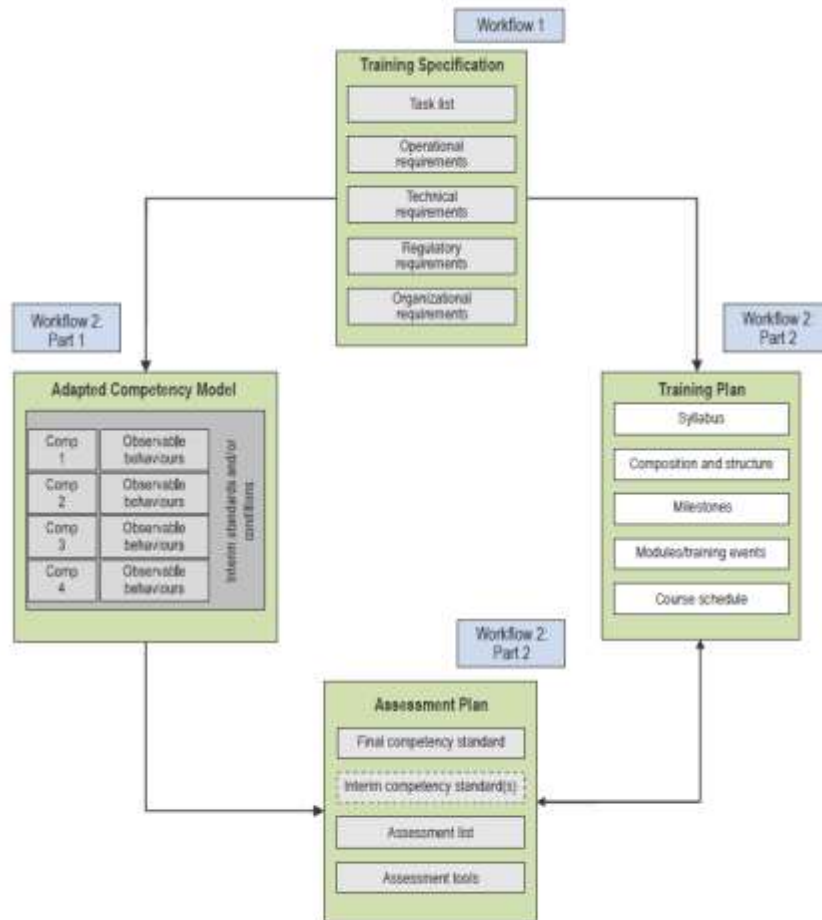 Workflow 1
Training Specification
Task list
Operational
requirements
Technical
requirements
Regulatory
requirements
Organizational
requirements
Workflow 2:
Part 1
Adapted Competency Model
Comp
1
Observable
behaviours
Comp
2
Observable
behaviours
Comp
3
Observable
behaviours
Comp
4
Observable
behaviours
Interim standards and/or
conditions
Workflow 2:
Part 2
Training Plan
Syllabus
Composition and structure
Milestones
Modules/training events
Course schedule
Workflow 2:
Part 2
Assessment Plan
Final competency standard
Interim competency standard(s)
Assessment list
Assessment tools